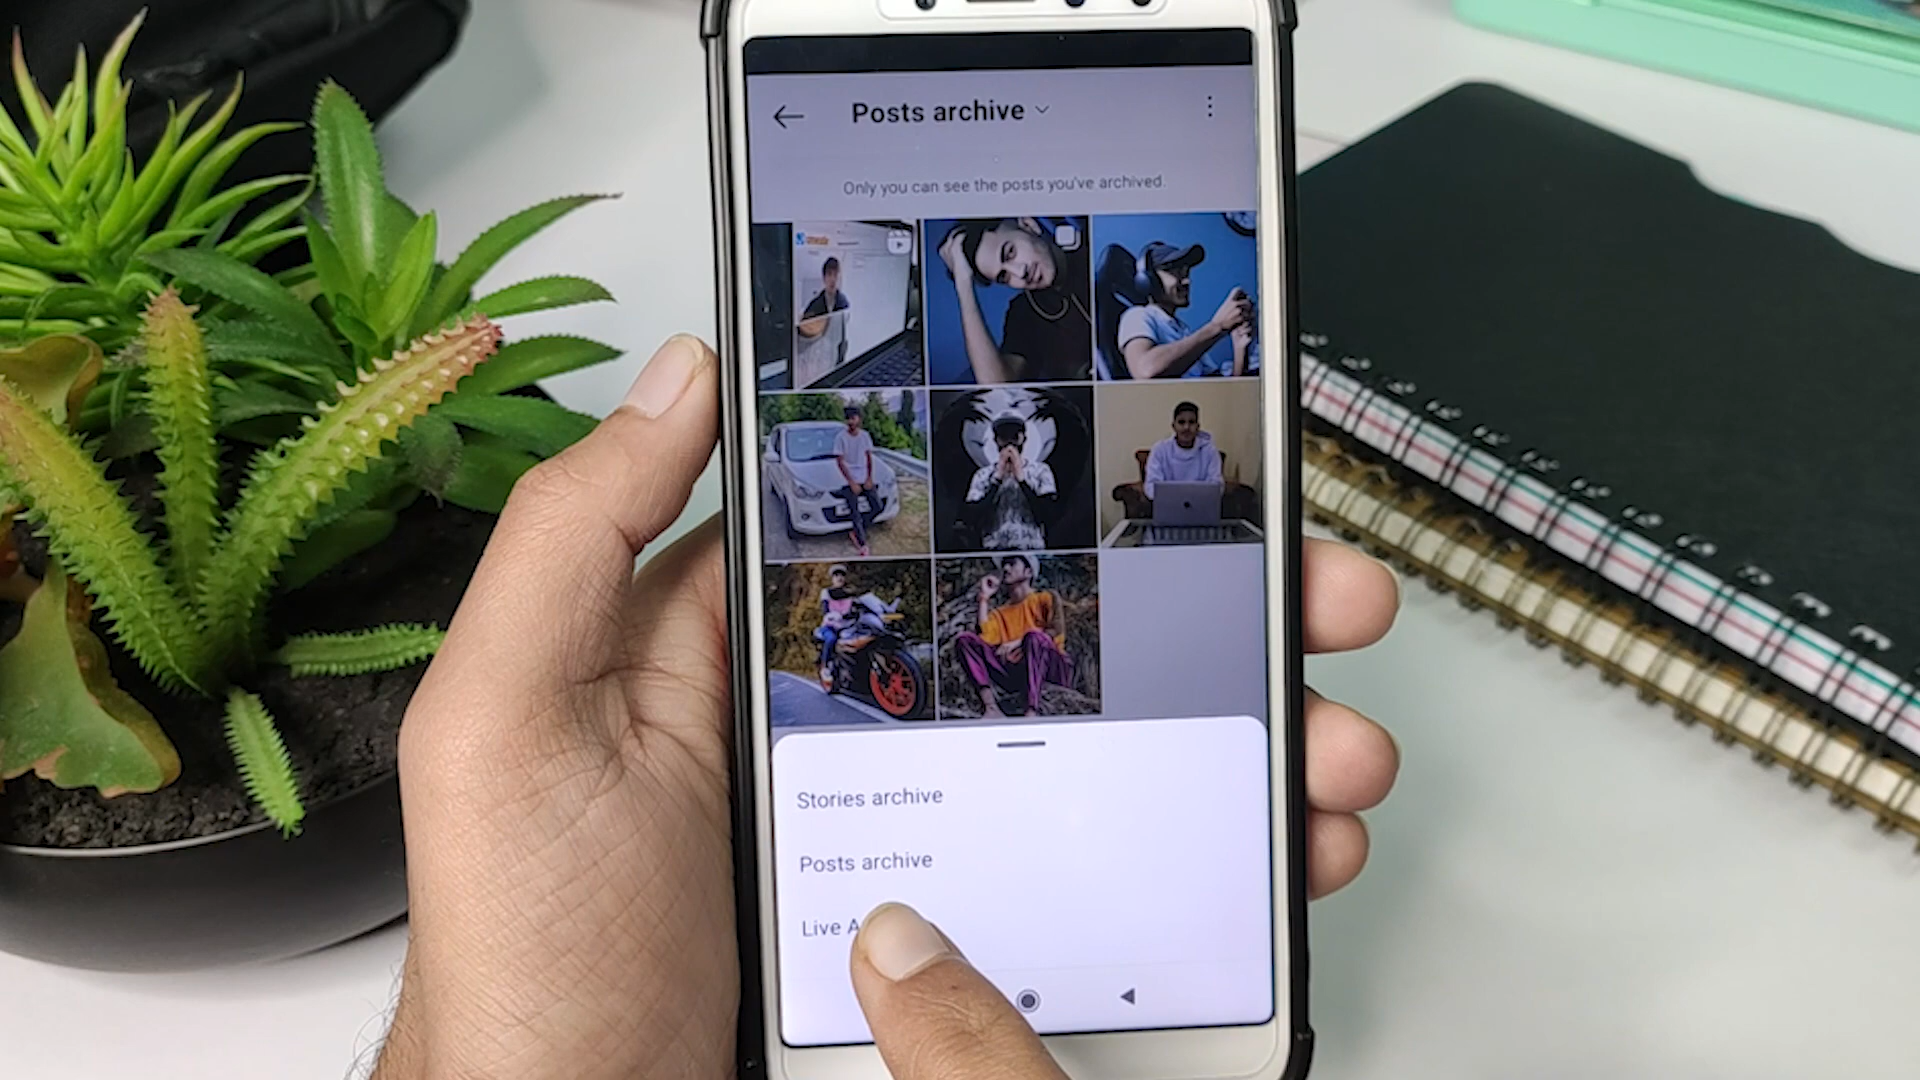 Posts archive
Only you can see the posts you've archived.
Stories archive
Posts archive
Live A